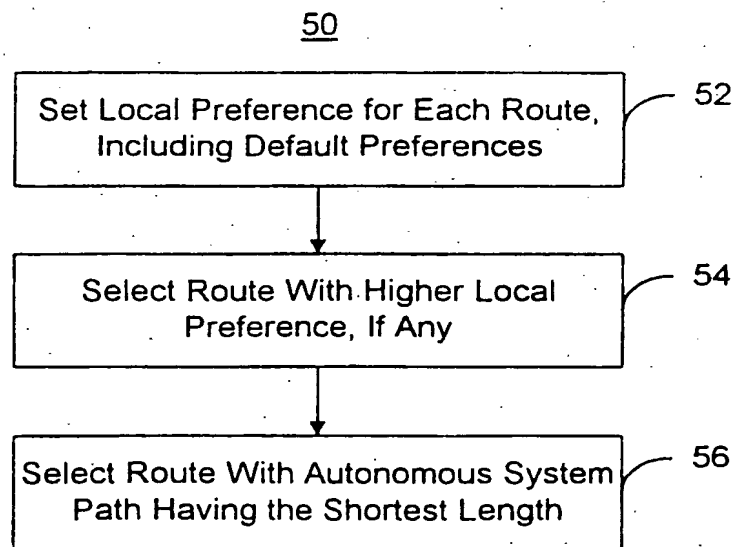 50
Set Local Preference for Each Route,
Including Default Preferences
52
Select Route With Higher Local
Preference, If Any
54
Select Route With Autonomous System
Path Having the Shortest Length
56